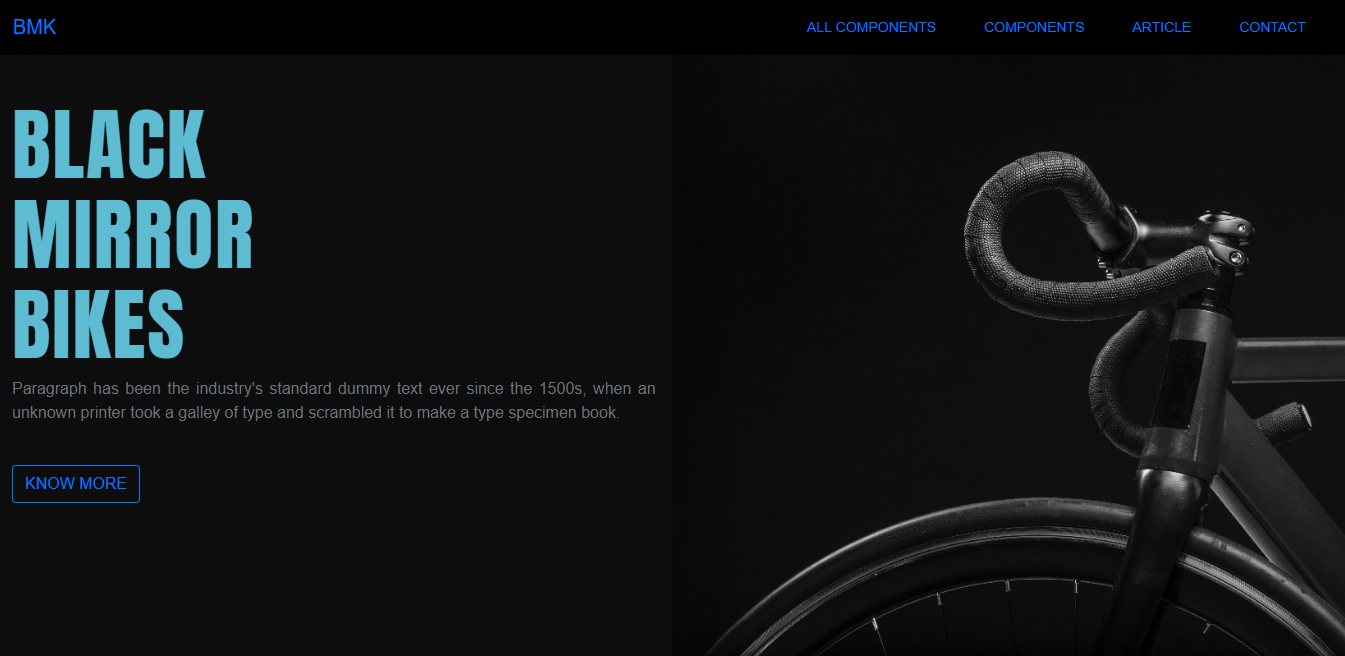 BMK
ALL COMPONENTS
COMPONENTS
ARTICLE
CONTACT
BLACK
MIRROR
BIKES
Paragraph has been the industry's standard dummy text ever since the 1500s, when an
unknown printer took a galley of type and scrambled it to make a type specimen book.
KNOW MORE